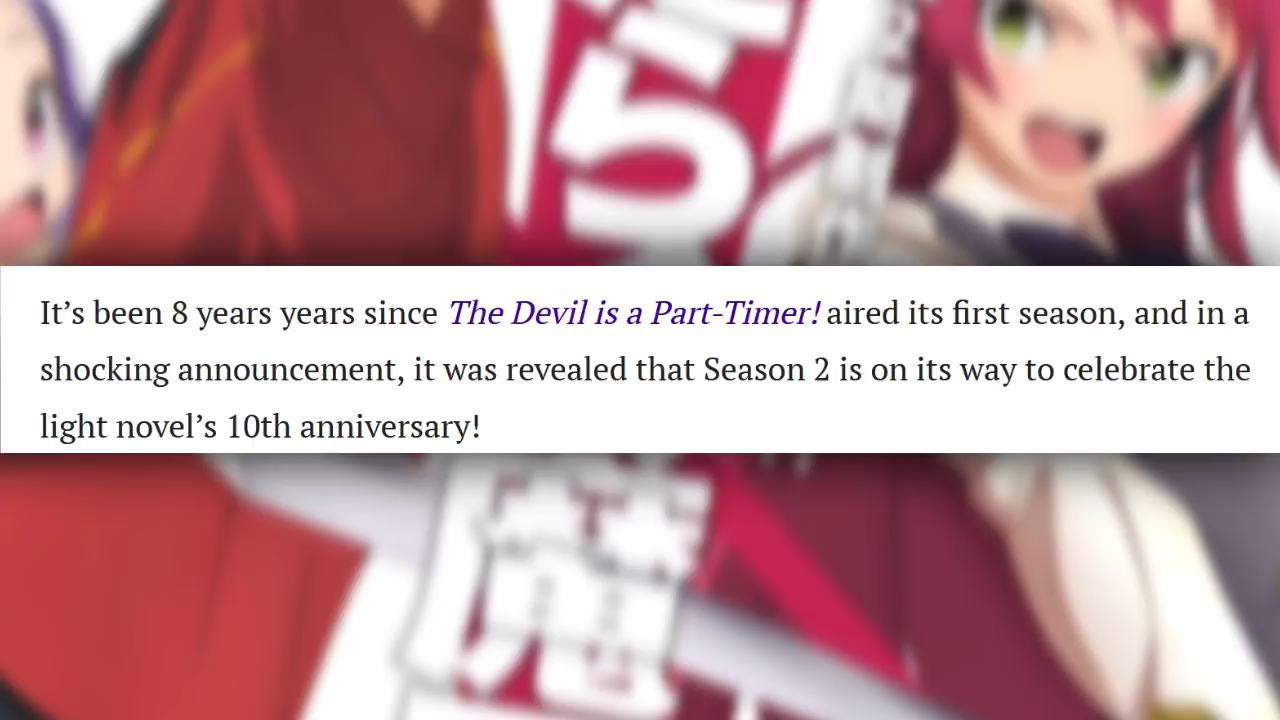 It’s been 8 years years since The Devil is a Part-Timer! aired its first season, and in a
shocking announcement, it was revealed that Season 2 is on its way to celebrate the
light novel’s 10th anniversary!